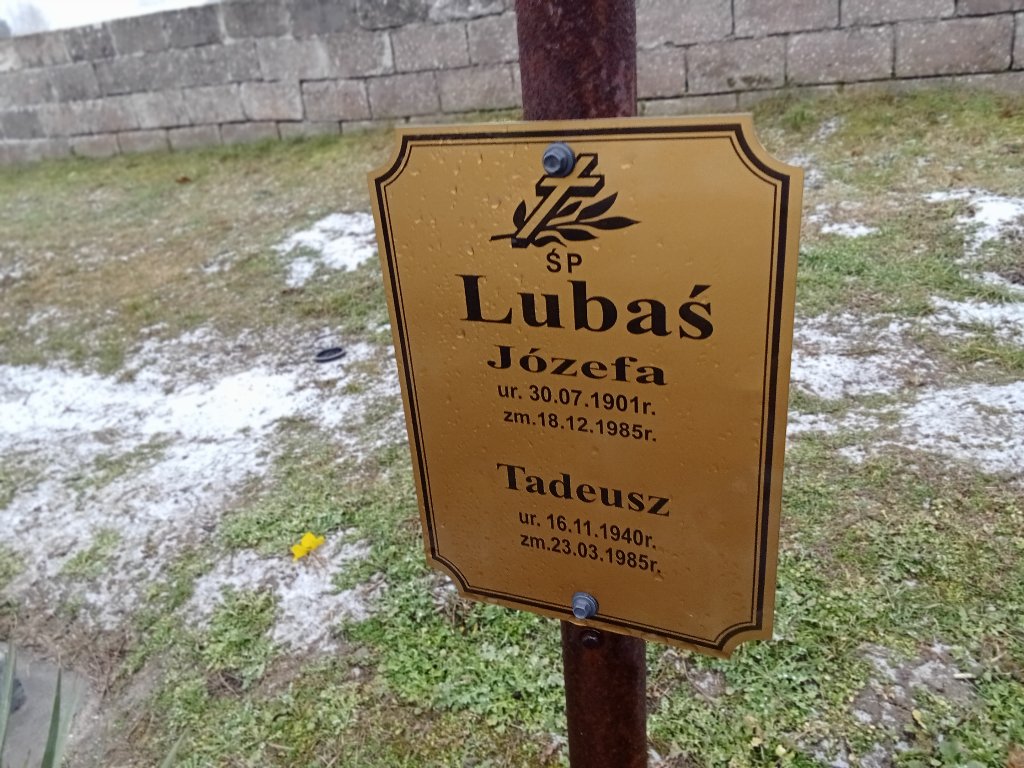 ŚP
Lubaś
Józefa
ur. 30.07.1901r.
zm.18.12.1985r.
Tadeusz
ur. 16.11.1940r.
zm.23.03.1985r.